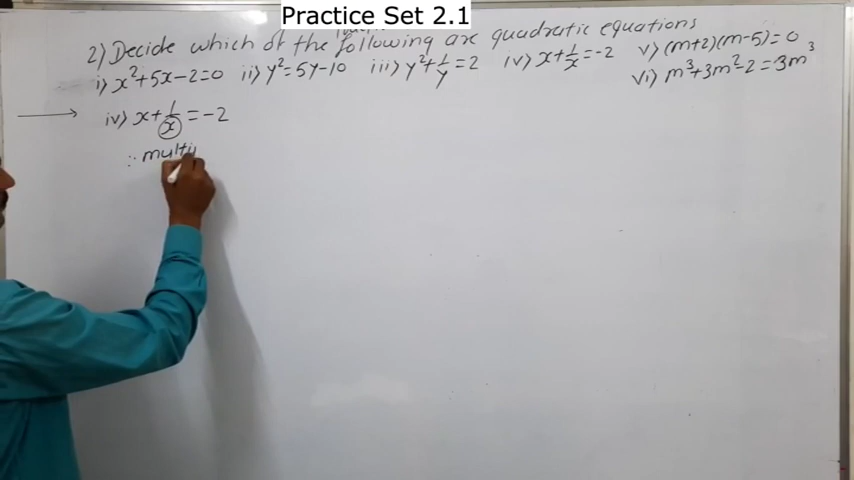 Practice Set 2.1
2) Decide which of the following are quadratic equations
i) x²+5x-2=0 ii) y²=5y-10 iii) y²+1/y=2 iv) x+1/x=-2 v) (m+2)(m-5)=0
vi) m³+3m²-2=3m³
iv) x+1/x=-2
∴ multi